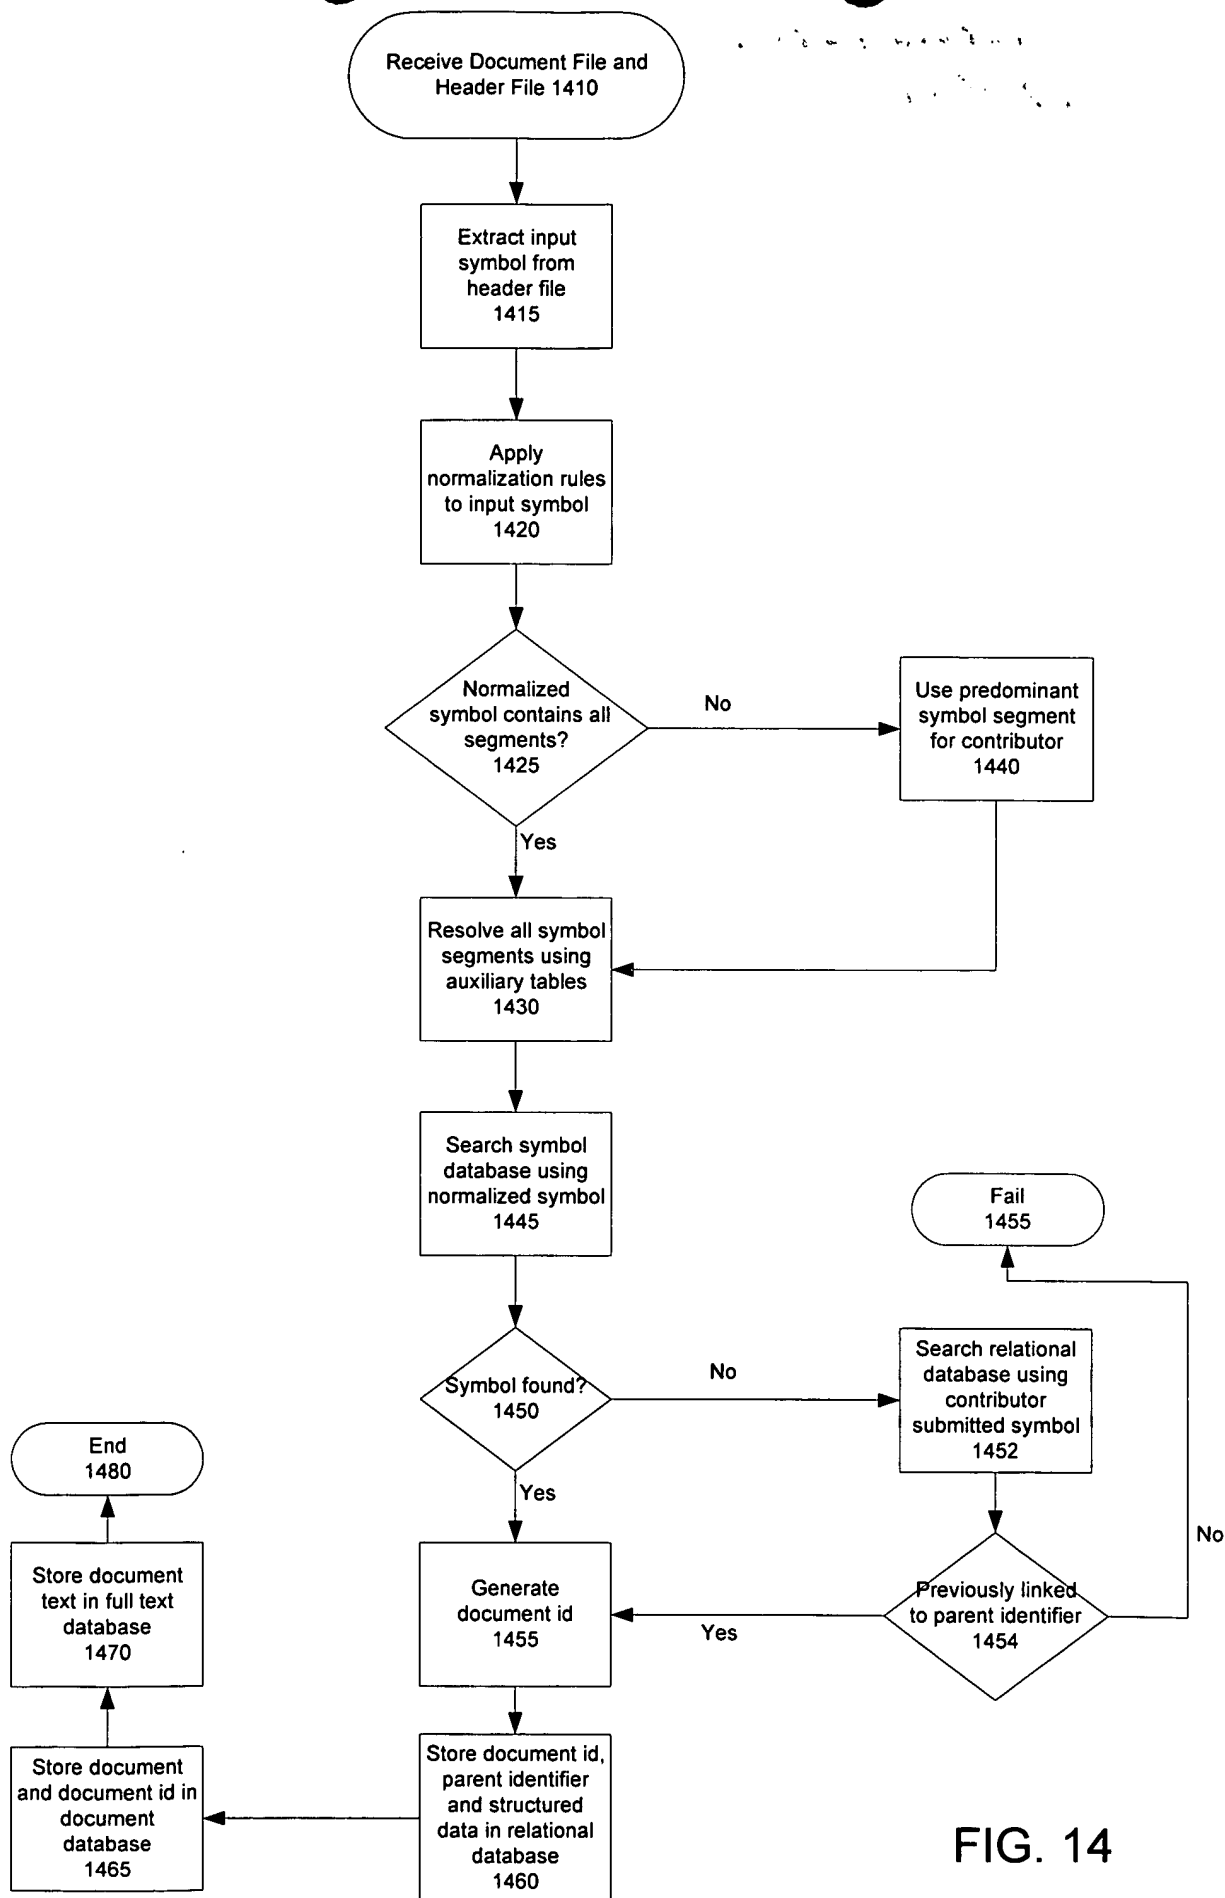 Receive Document File and
Header File 1410
Extract input
symbol from
header file
1415
Apply
normalization rules
to input symbol
1420
Normalized
symbol contains all
segments?
1425
No
Use predominant
symbol segment
for contributor
1440
Yes
Resolve all symbol
segments using
auxiliary tables
1430
Search symbol
database using
normalized symbol
1445
Fail
1455
Symbol found?
1450
No
Search relational
database using
contributor
submitted symbol
1452
Yes
End
1480
Previously linked
to parent identifier
1454
No
Yes
Generate
document id
1455
Store document
text in full text
database
1470
Store document id,
parent identifier
and structured
data in relational
database
1460
Store document
and document id in
document
database
1465
FIG. 14